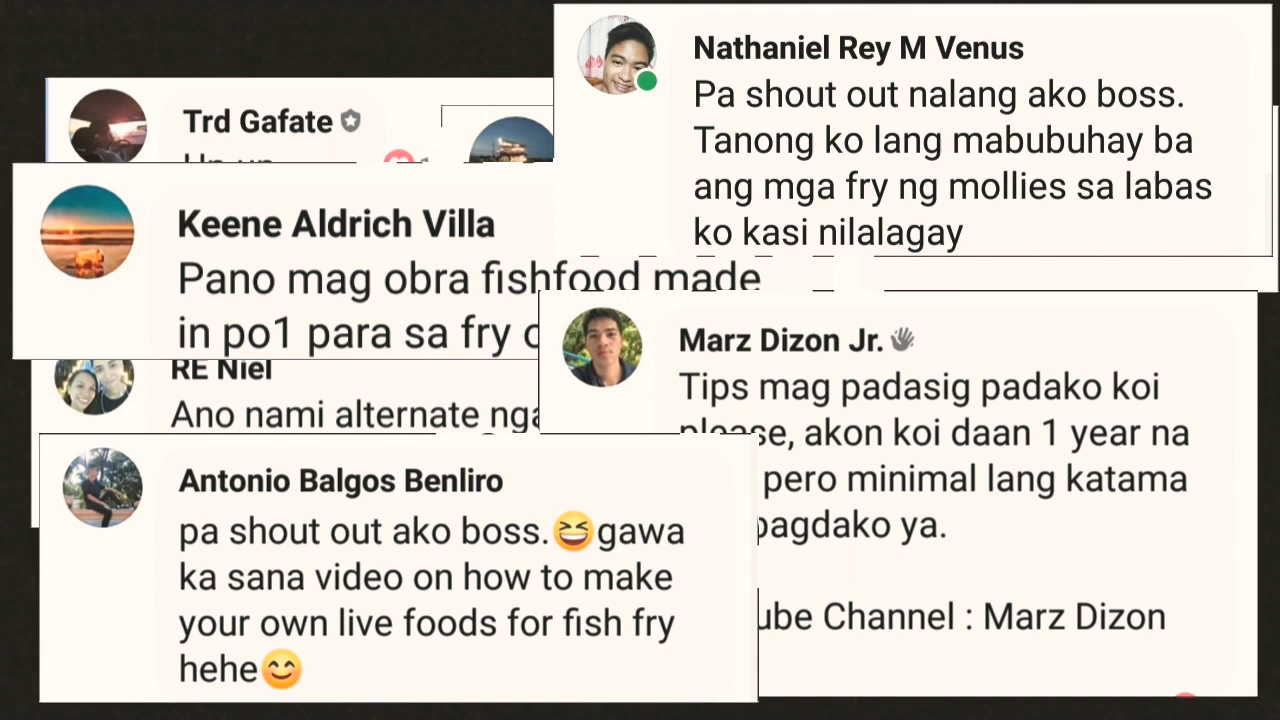 Nathaniel Rey M Venus
Pa shout out nalang ako boss.
Tanong ko lang mabubuhay ba
ang mga fry ng mollies sa labas
ko kasi nilalagay
Trd Gafate
Up up
Keene Aldrich Villa
Pano mag obra fishfood made
in po1 para sa fry
RE Niel
Ano nami alternate nga
Marz Dizon Jr.
Tips mag padasig padako koi
please, akon koi daan 1 year na
pero minimal lang katama
pagdako ya.
ube Channel : Marz Dizon
Antonio Balgos Benliro
pa shout out ako boss.😆gawa
ka sana video on how to make
your own live foods for fish fry
hehe😊